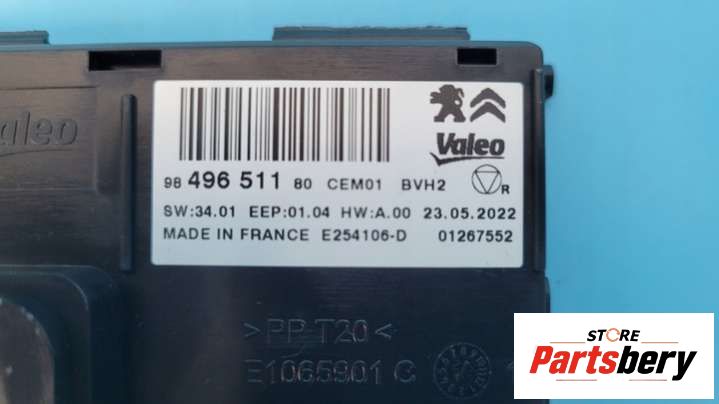 valeo
Valeo
98 496 511 80 CEM01 BVH2
R
SW:34.01 EEP:01.04 HW:A.00 23.05.2022
MADE IN FRANCE E254106-D 01267552
>PP-T20<
E1065901 C
STORE
Partsbery